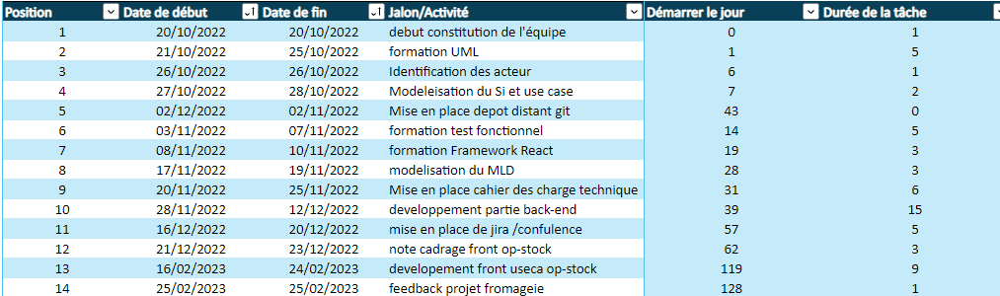 Position Date de début Date de fin Jalon/Activité Démarrer le jour Durée de la tâche
1 20/10/2022 20/10/2022 debut constitution de l'équipe 0 1
2 21/10/2022 25/10/2022 formation UML 1 5
3 26/10/2022 26/10/2022 Identification des acteur 6 1
4 27/10/2022 28/10/2022 Modeleisation du Si et use case 7 2
5 02/12/2022 02/11/2022 Mise en place depot distant git 43 0
6 03/11/2022 07/11/2022 formation test fonctionnel 14 5
7 08/11/2022 10/11/2022 formation Framework React 19 3
8 17/11/2022 19/11/2022 modelisation du MLD 28 3
9 20/11/2022 25/11/2022 Mise en place cahier des charge technique 31 6
10 28/11/2022 12/12/2022 developpement partie back-end 39 15
11 16/12/2022 20/12/2022 mise en place de jira /confulence 57 5
12 21/12/2022 23/12/2022 note cadrage front op-stock 62 3
13 16/02/2023 24/02/2023 developement front useca op-stock 119 9
14 25/02/2023 25/02/2023 feedback projet fromageie 128 1